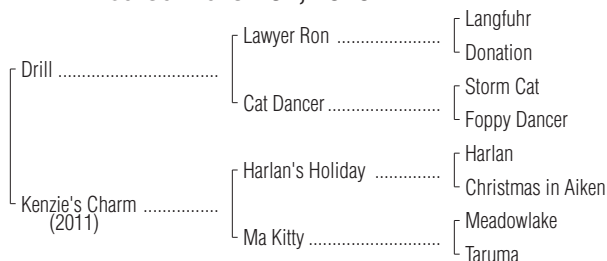 Langfuhr
Lawyer Ron
Donation
Drill
Storm Cat
Cat Dancer
Foppy Dancer
Harlan
Harlan's Holiday
Christmas in Aiken
Kenzie's Charm
(2011)
Meadowlake
Ma Kitty
Taruma